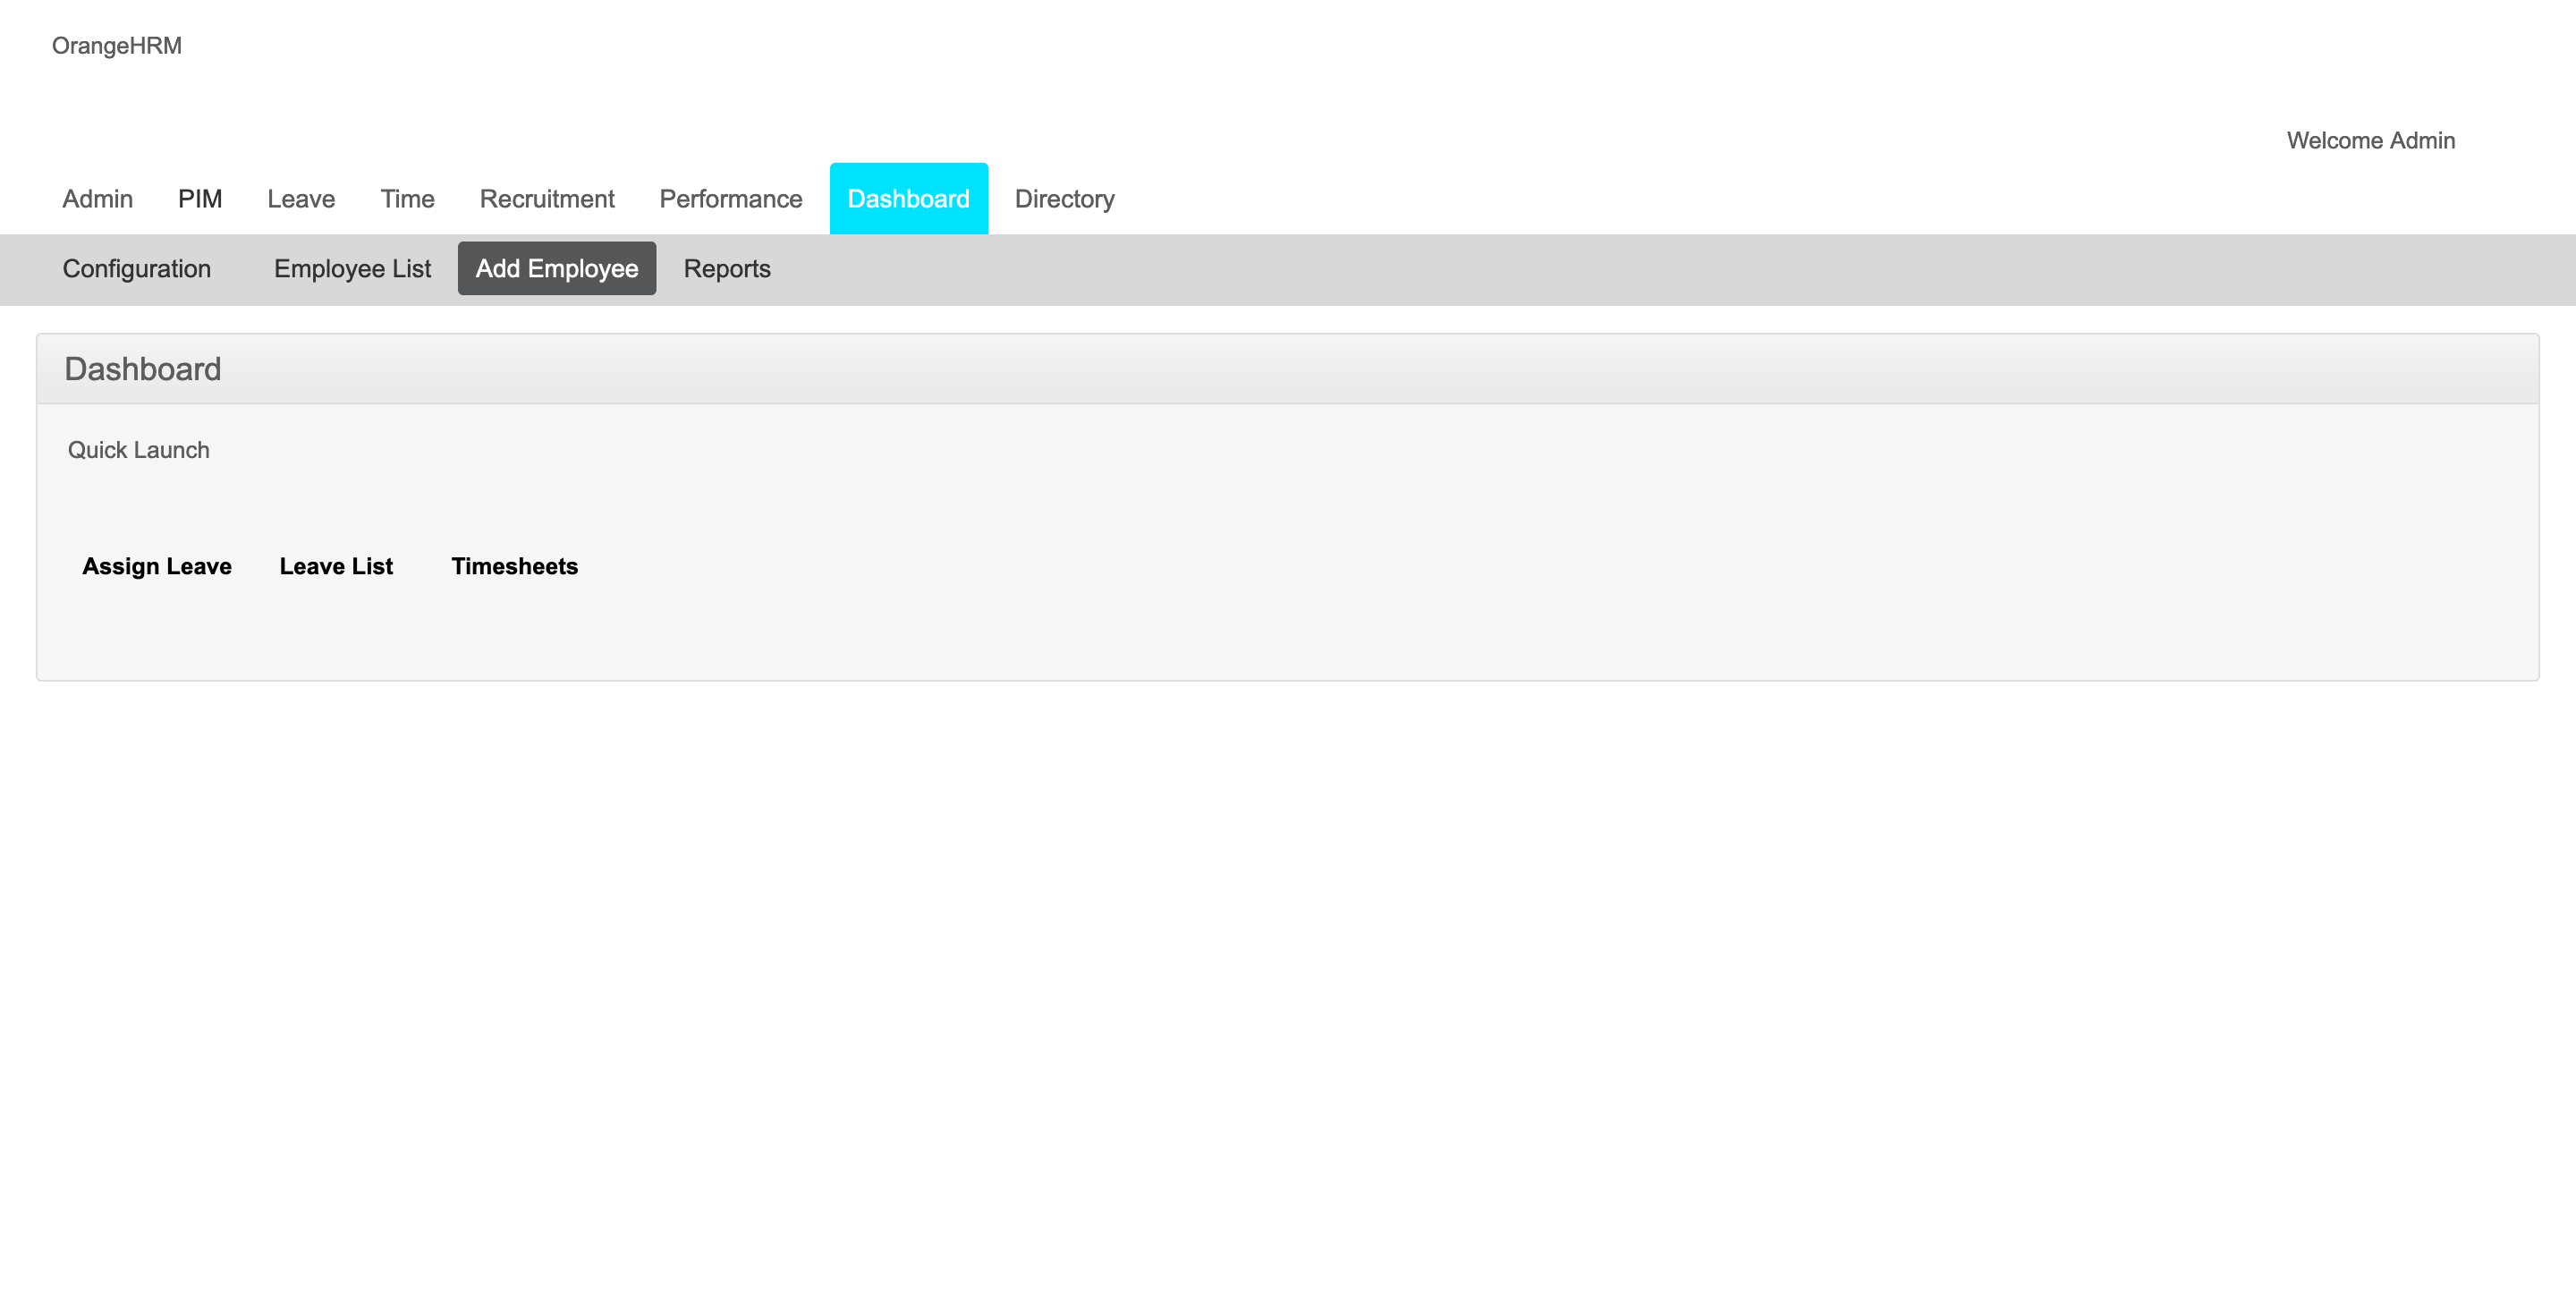 OrangeHRM
Welcome Admin
Admin PIM Leave Time Recruitment Performance Dashboard Directory
Configuration Employee List Add Employee Reports
Dashboard
Quick Launch
Assign Leave Leave List Timesheets